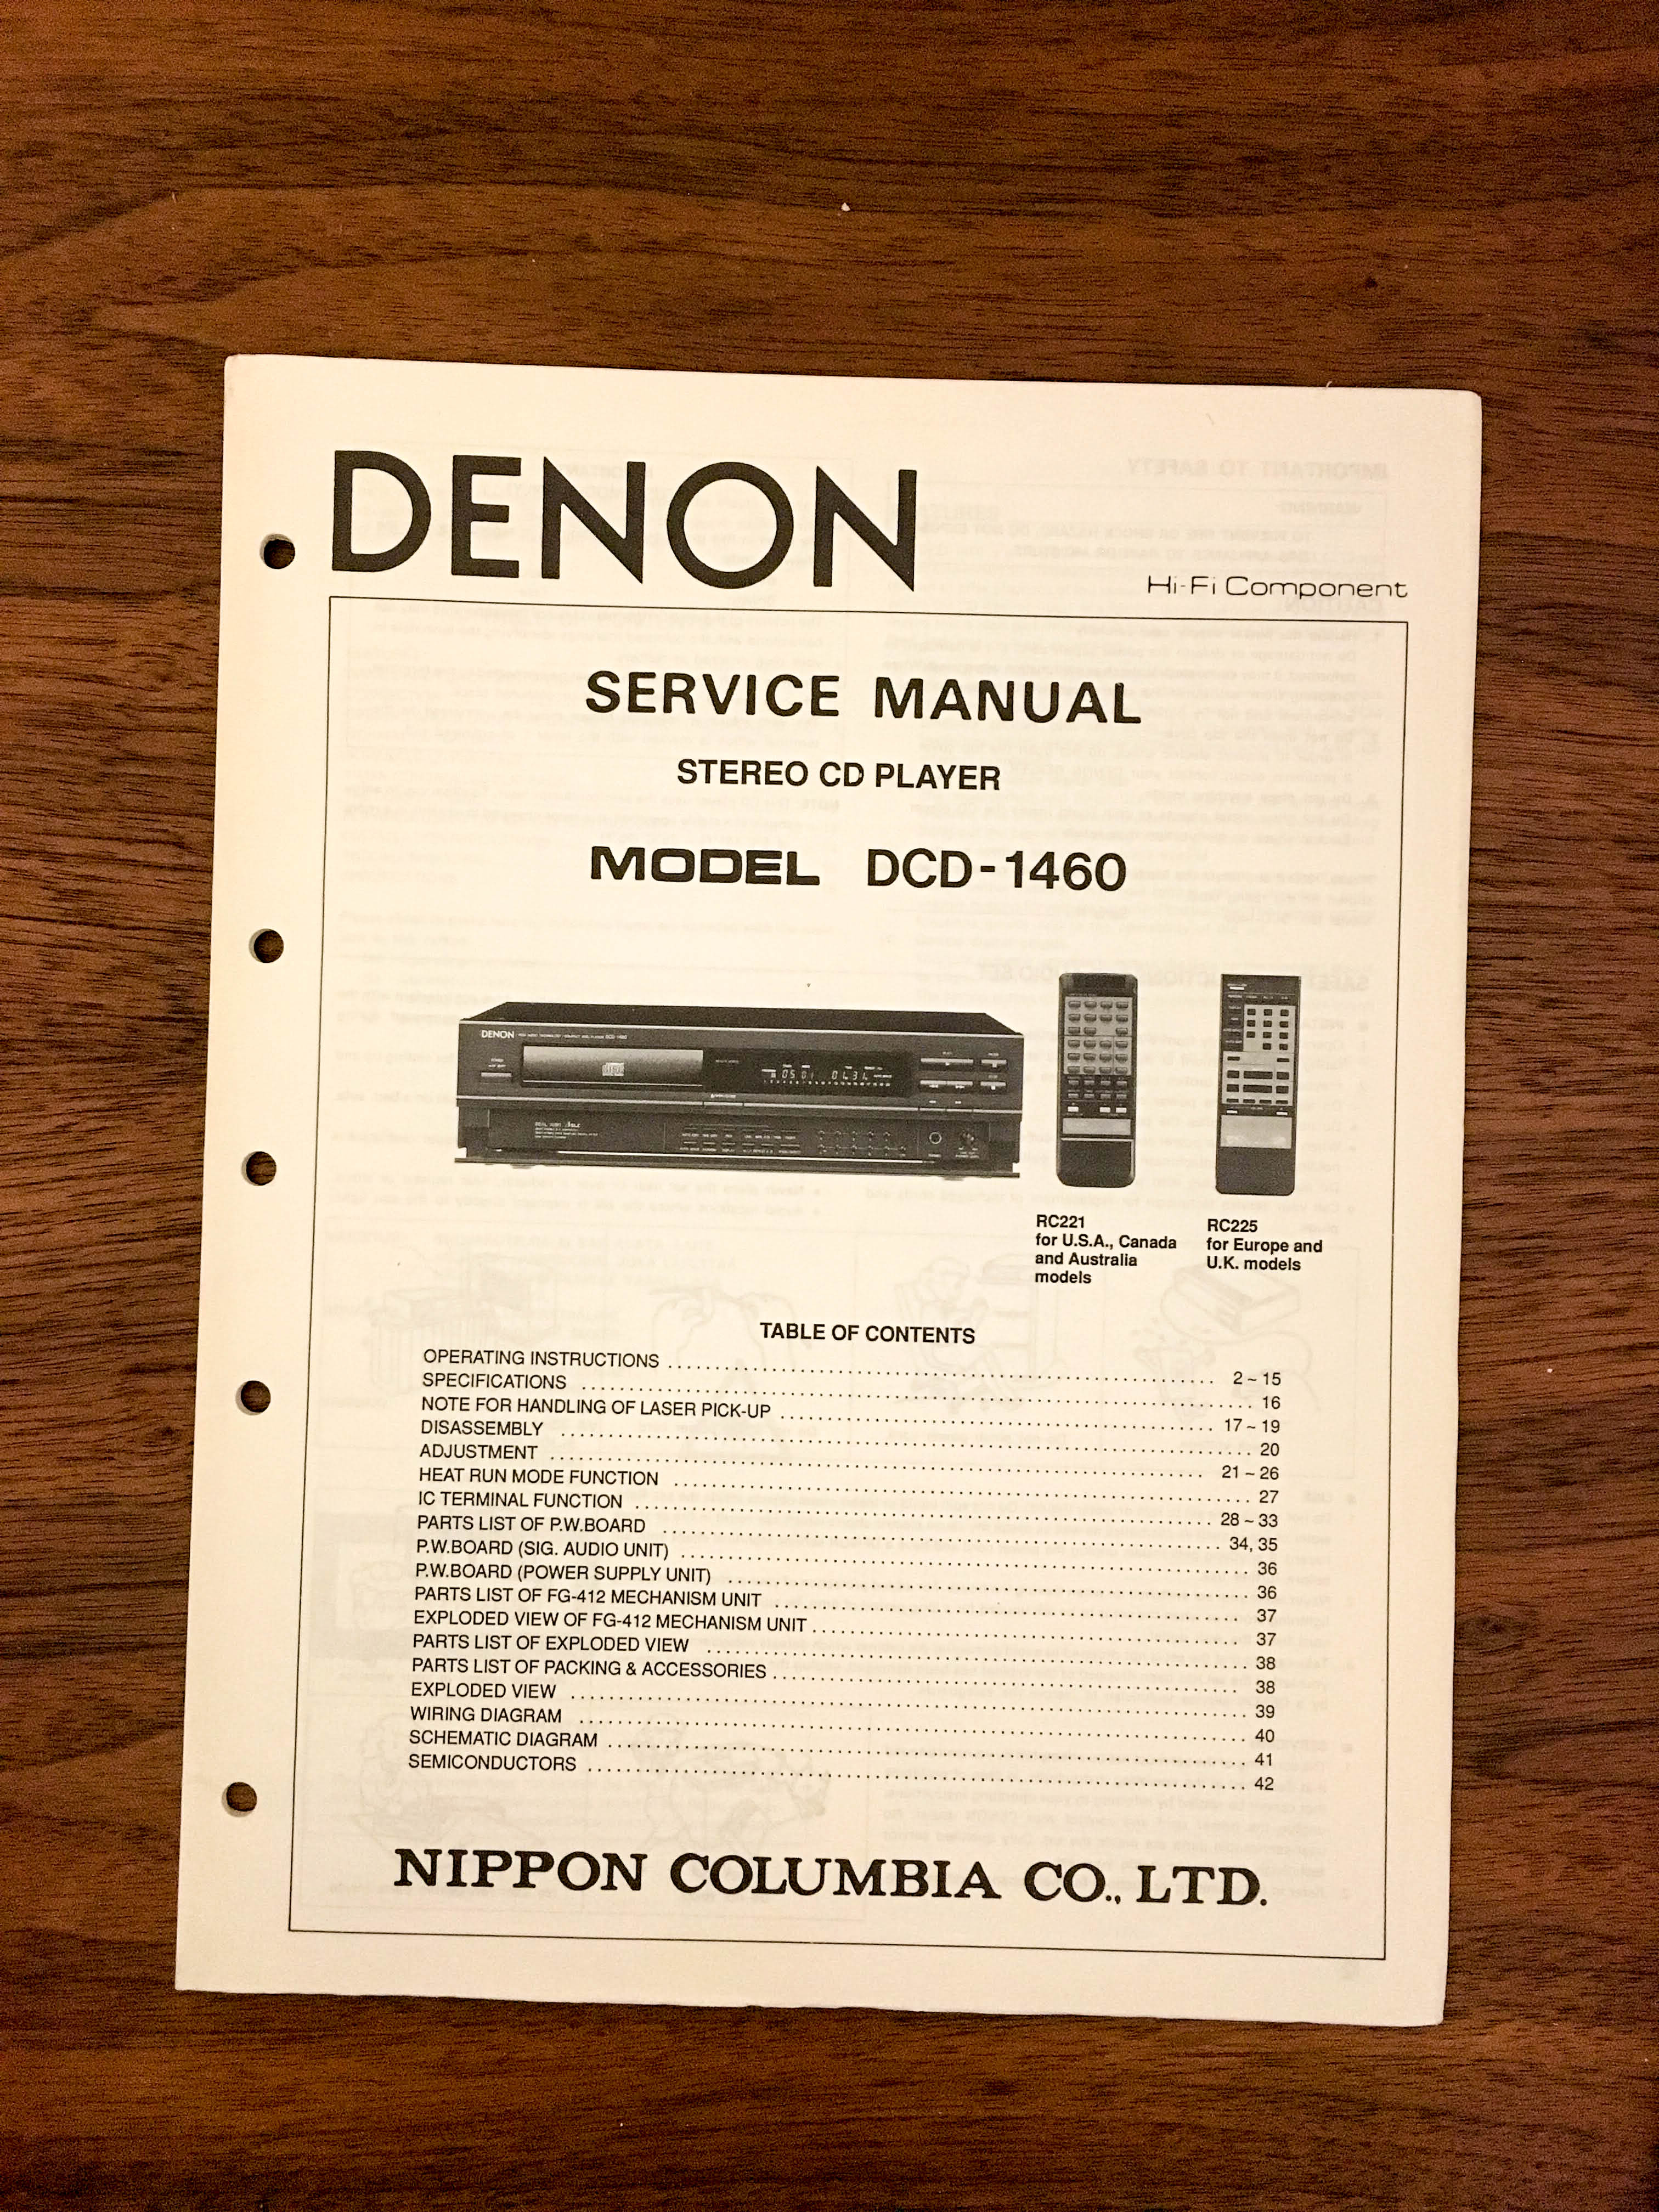 DENON
Hi-Fi Component
SERVICE MANUAL
STEREO CD PLAYER
MODEL DCD-1460
DENON
DCD-1460
RC221
for U.S.A., Canada
and Australia
models
RC225
for Europe and
U.K. models
TABLE OF CONTENTS
OPERATING INSTRUCTIONS 2 ~ 15
SPECIFICATIONS 16
NOTE FOR HANDLING OF LASER PICK-UP 17 ~ 19
DISASSEMBLY 20
ADJUSTMENT 21 ~ 26
HEAT RUN MODE FUNCTION 27
IC TERMINAL FUNCTION 28 ~ 33
PARTS LIST OF P.W.BOARD 34, 35
P.W.BOARD (SIG. AUDIO UNIT) 36
P.W.BOARD (POWER SUPPLY UNIT) 36
PARTS LIST OF FG-412 MECHANISM UNIT 37
EXPLODED VIEW OF FG-412 MECHANISM UNIT 37
PARTS LIST OF EXPLODED VIEW 38
PARTS LIST OF PACKING & ACCESSORIES 38
EXPLODED VIEW 39
WIRING DIAGRAM 40
SCHEMATIC DIAGRAM 41
SEMICONDUCTORS 42
NIPPON COLUMBIA CO., LTD.